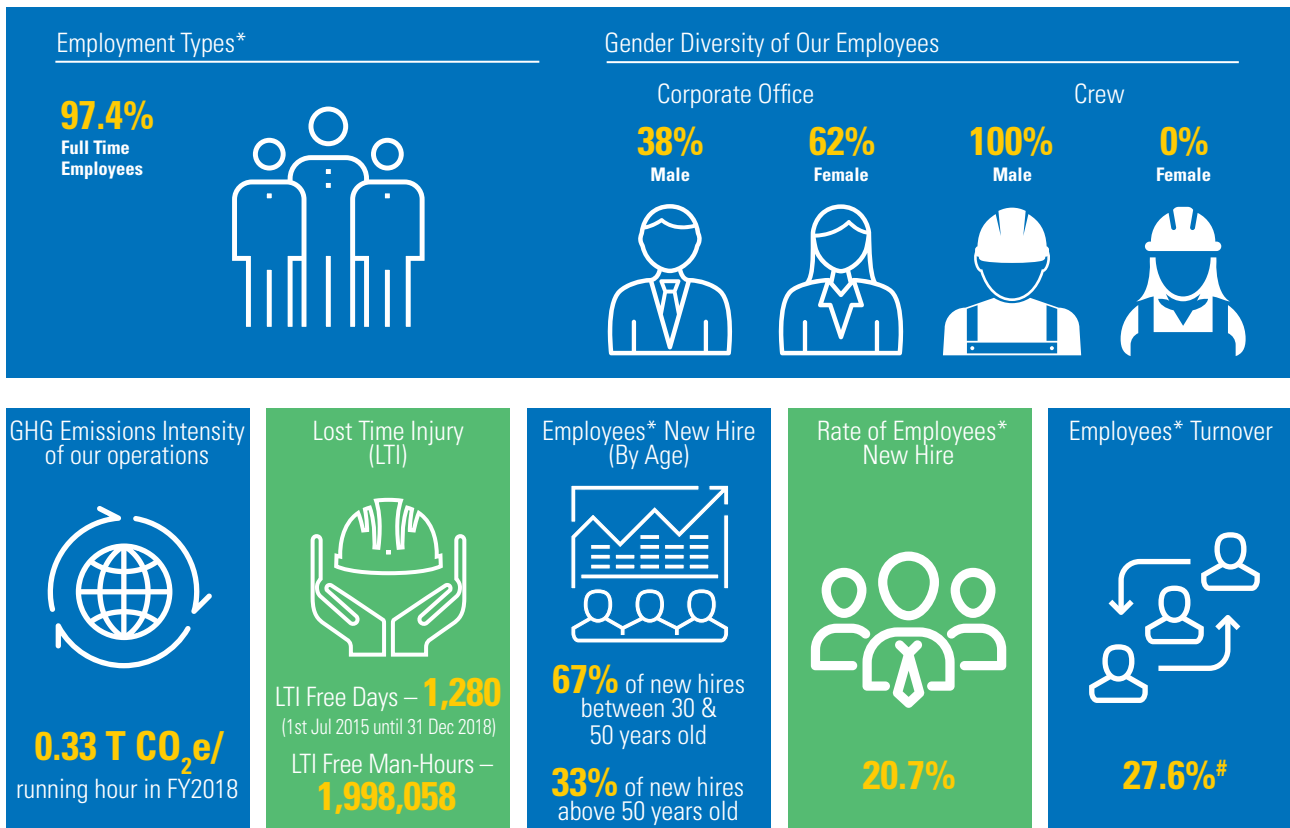 Employment Types*
97.4%
Full Time
Employees
Gender Diversity of Our Employees
Corporate Office
Crew
38%
Male
62%
Female
100%
Male
0%
Female
GHG Emissions Intensity
of our operations
0.33 T CO₂e/
running hour in FY2018
Lost Time Injury
(LTI)
LTI Free Days – 1,280
(1st Jul 2015 until 31 Dec 2018)
LTI Free Man-Hours –
1,998,058
Employees* New Hire
(By Age)
67% of new hires
between 30 &
50 years old
33% of new hires
above 50 years old
Rate of Employees*
New Hire
20.7%
Employees* Turnover
27.6%#